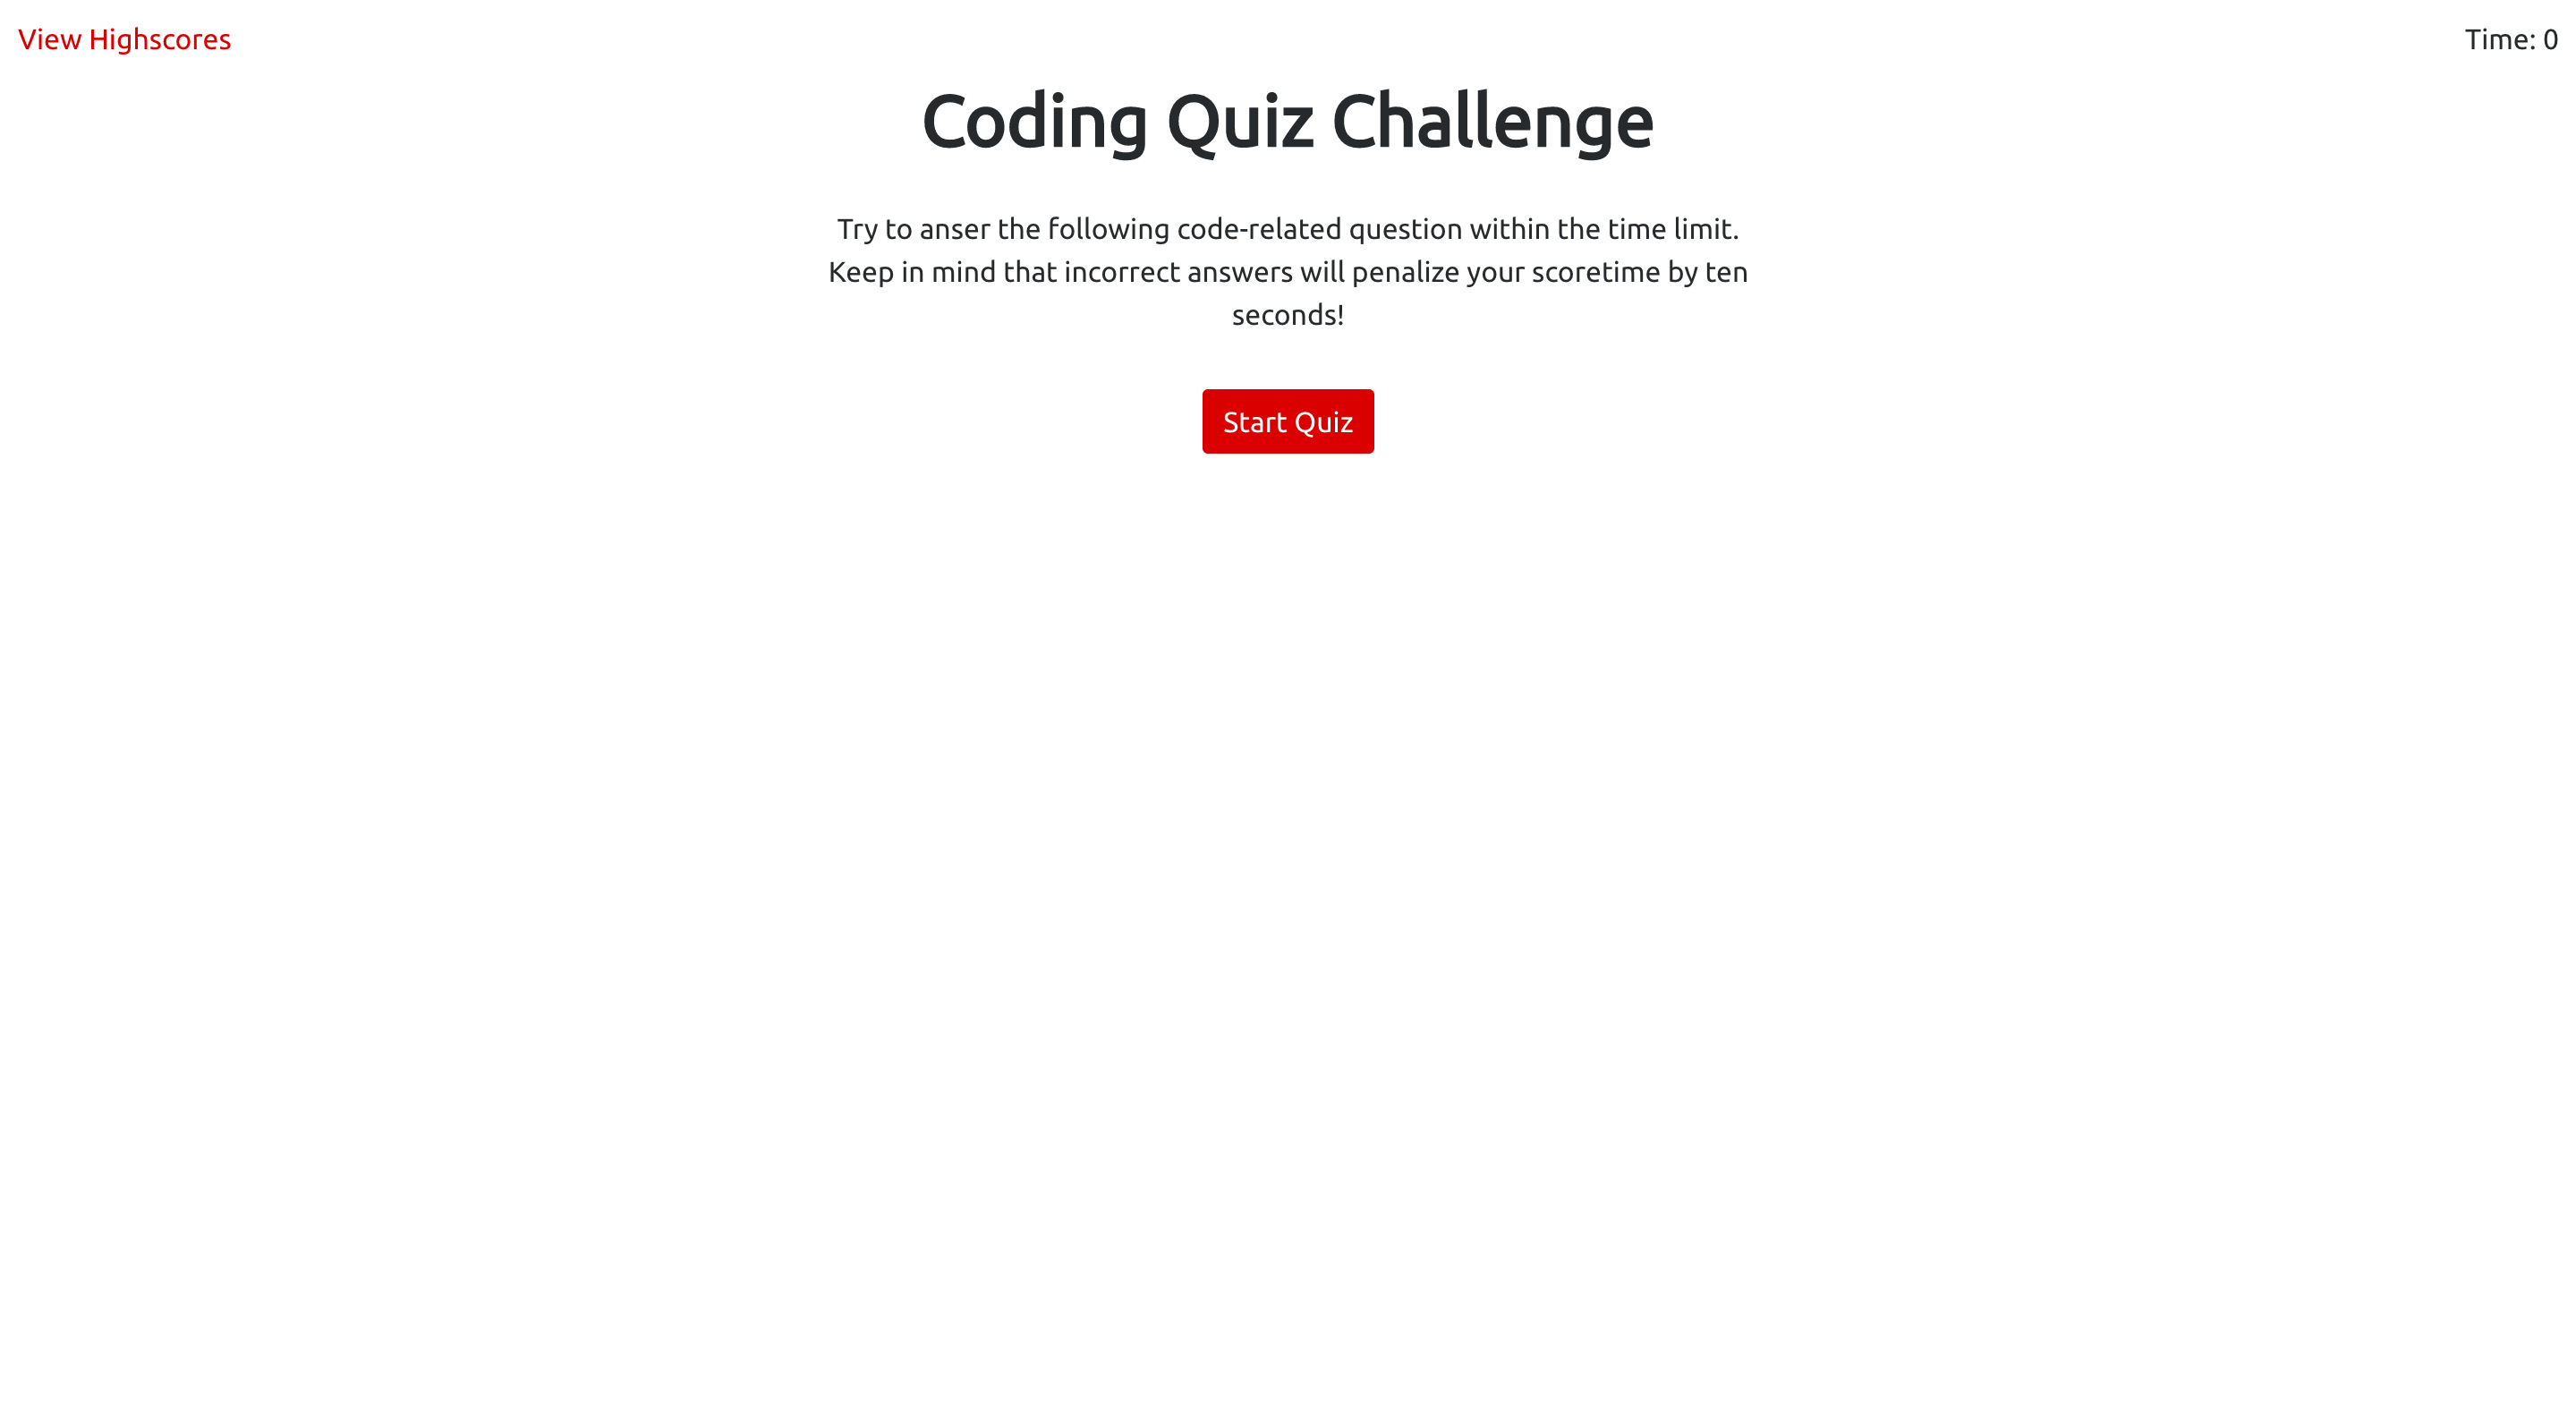 View Highscores
Time: 0
Coding Quiz Challenge
Try to anser the following code-related question within the time limit.
Keep in mind that incorrect answers will penalize your scoretime by ten
seconds!
Start Quiz